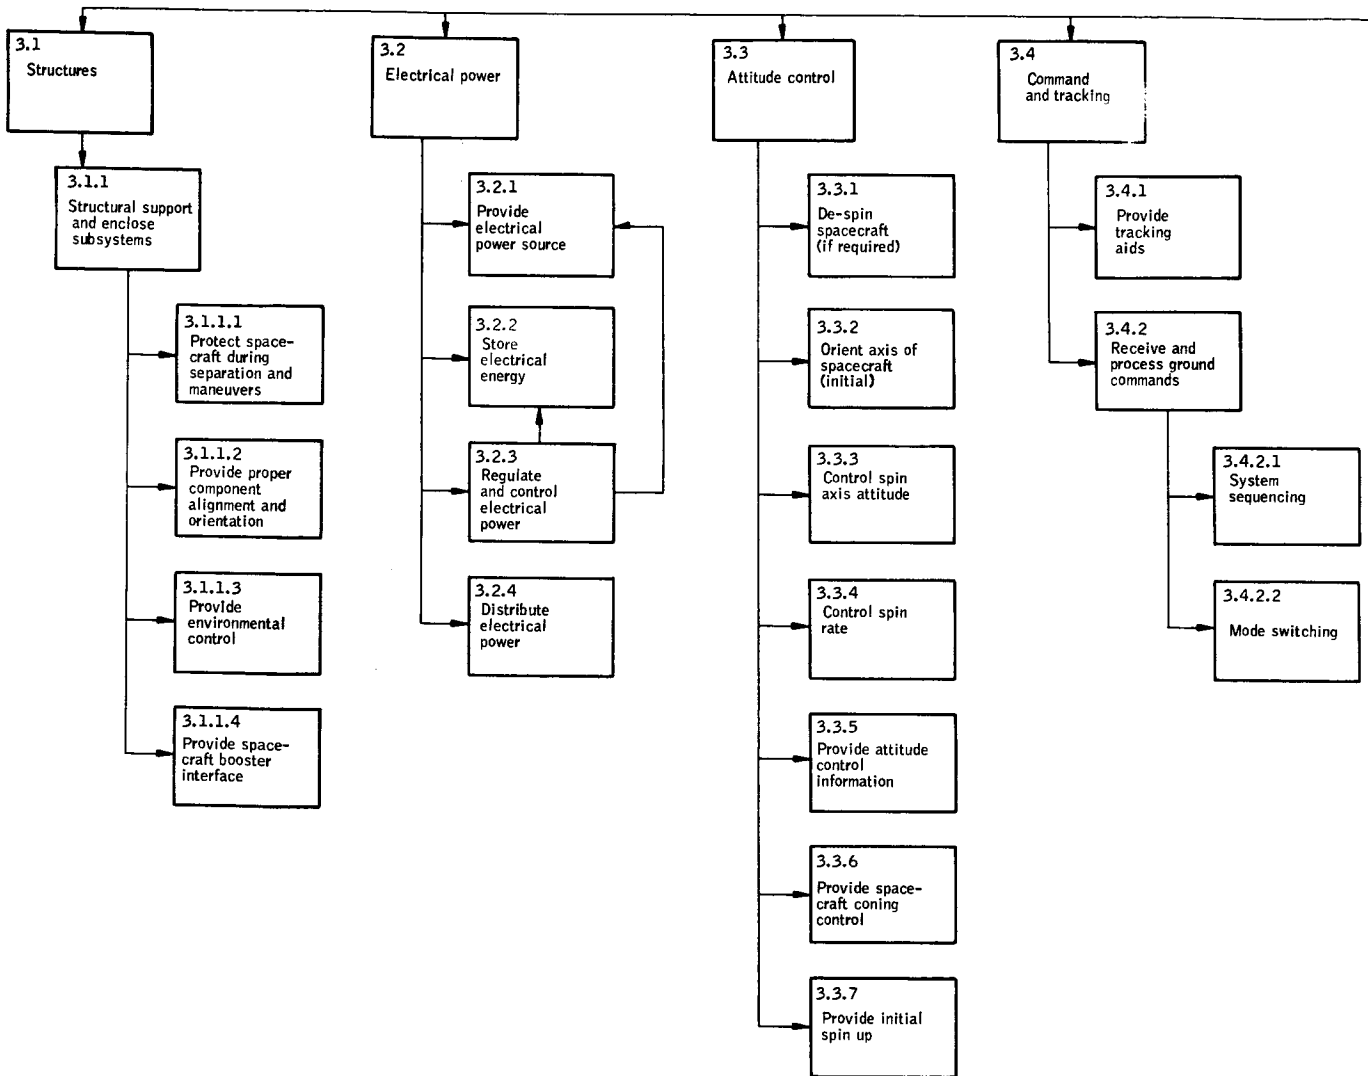 3.1
Structures
3.1.1
Structural support
and enclose
subsystems
3.1.1.1
Protect space-
craft during
separation and
maneuvers
3.1.1.2
Provide proper
component
alignment and
orientation
3.1.1.3
Provide
environmental
control
3.1.1.4
Provide space-
craft booster
interface
3.2
Electrical power
3.2.1
Provide
electrical
power source
3.2.2
Store
electrical
energy
3.2.3
Regulate
and control
electrical
power
3.2.4
Distribute
electrical
power
3.3
Attitude control
3.3.1
De-spin
spacecraft
(if required)
3.3.2
Orient axis of
spacecraft
(initial)
3.3.3
Control spin
axis attitude
3.3.4
Control spin
rate
3.3.5
Provide attitude
control
information
3.3.6
Provide space-
craft coning
control
3.3.7
Provide initial
spin up
3.4
Command
and tracking
3.4.1
Provide
tracking
aids
3.4.2
Receive and
process ground
commands
3.4.2.1
System
sequencing
3.4.2.2
Mode switching